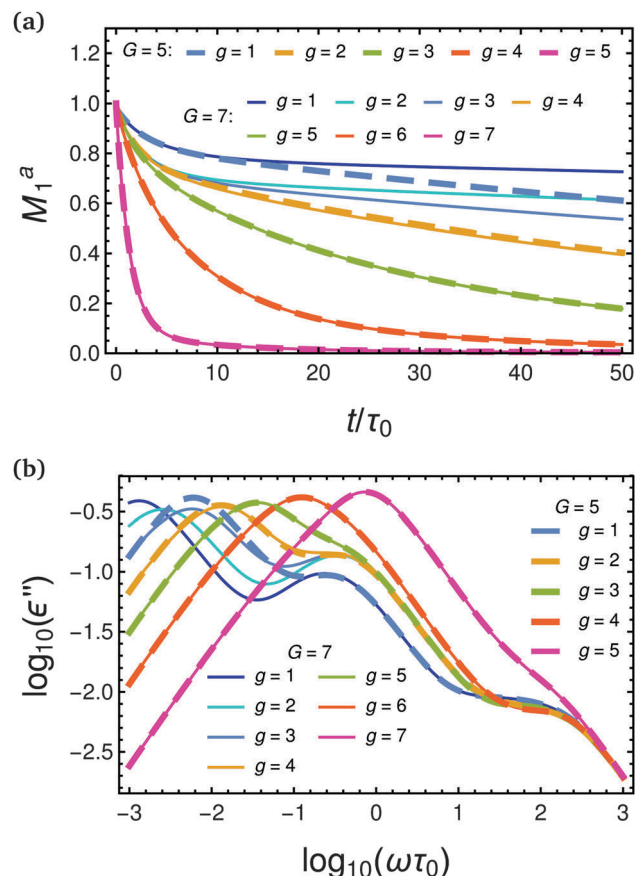 (a)
G = 5: g = 1 g = 2 g = 3 g = 4 g = 5
G = 7: g = 1 g = 2 g = 3 g = 4
g = 5 g = 6 g = 7
1.2
1.0
0.8
0.6
0.4
0.2
0.0
M₁ᵃ
0 10 20 30 40 50
t/τ₀
(b)
G = 5
g = 1
g = 2
g = 3
g = 4
g = 5
G = 7
g = 1 g = 5
g = 2 g = 6
g = 3 g = 7
g = 4
-0.5
-1.0
-1.5
-2.0
-2.5
log₁₀(ϵ'')
-3 -2 -1 0 1 2 3
log₁₀(ωτ₀)